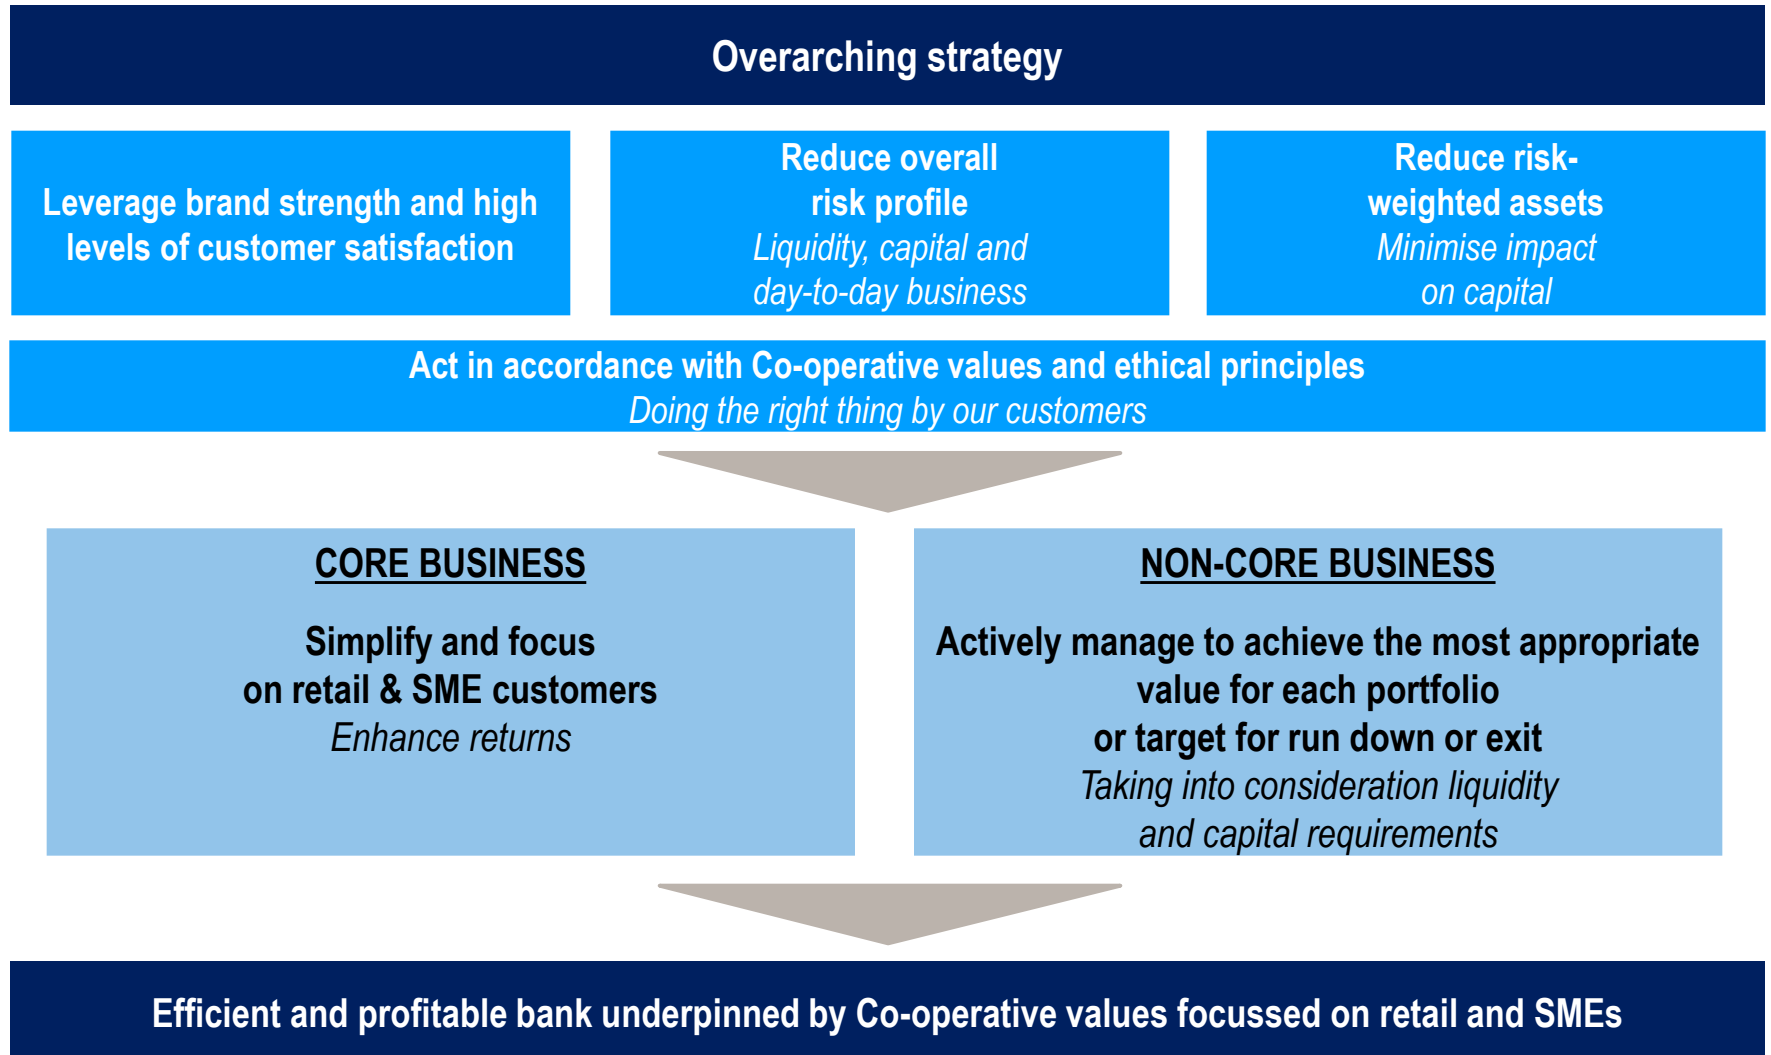 Overarching strategy
Leverage brand strength and high
levels of customer satisfaction
Reduce overall
risk profile
Liquidity, capital and
day-to-day business
Reduce risk-
weighted assets
Minimise impact
on capital
Act in accordance with Co-operative values and ethical principles
Doing the right thing by our customers
CORE BUSINESS
Simplify and focus
on retail & SME customers
Enhance returns
NON-CORE BUSINESS
Actively manage to achieve the most appropriate
value for each portfolio
or target for run down or exit
Taking into consideration liquidity
and capital requirements
Efficient and profitable bank underpinned by Co-operative values focussed on retail and SMEs